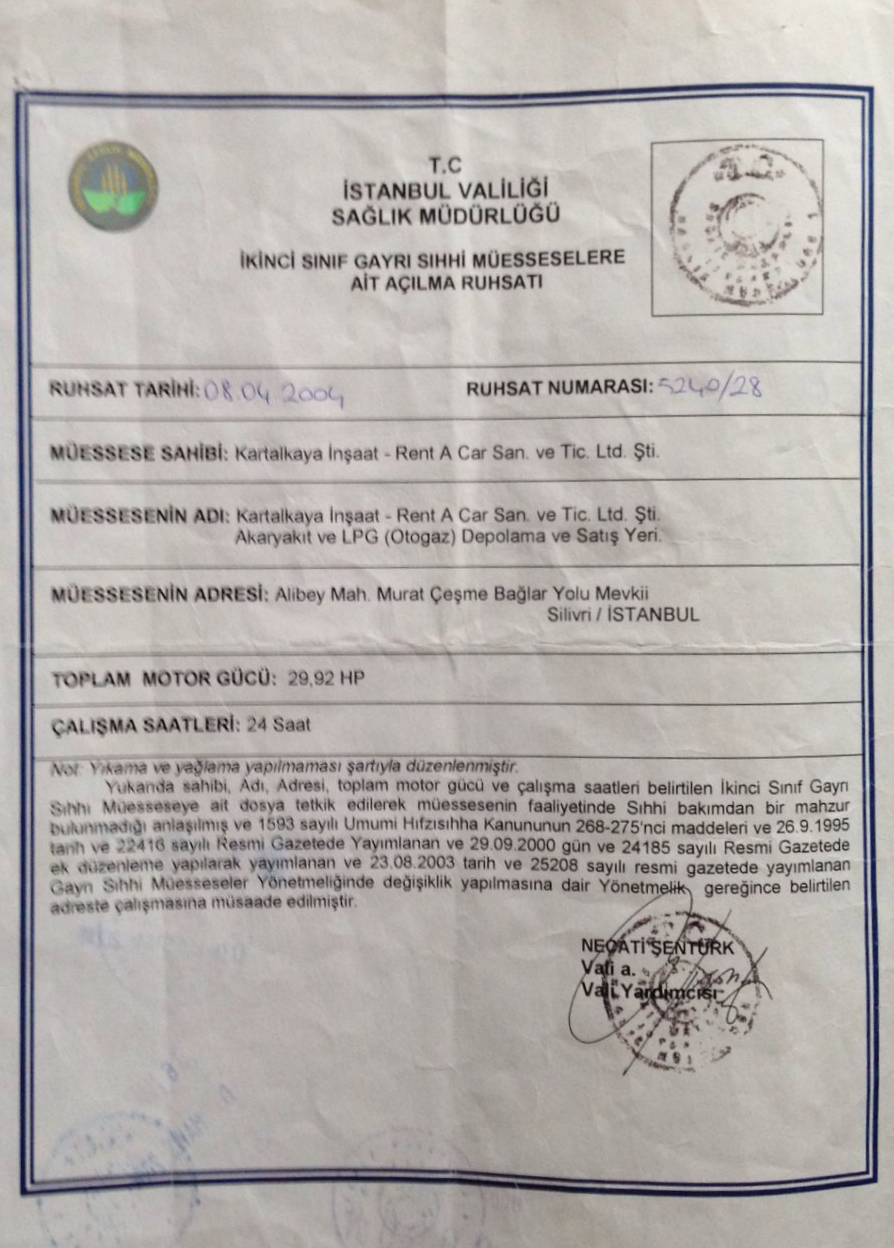 T.C
İSTANBUL VALİLİĞİ
SAĞLIK MÜDÜRLÜĞÜ
İKİNCİ SINIF GAYRI SIHHİ MÜESSESELERE
AİT AÇILMA RUHSATI
T.C.
RUHSAT TARİHİ: 08.04 2004 RUHSAT NUMARASI: 5240/28
MÜESSESE SAHİBİ: Kartalkaya İnşaat - Rent A Car San. ve Tic. Ltd. Şti.
MÜESSESENİN ADI: Kartalkaya İnşaat - Rent A Car San. ve Tic. Ltd. Şti.
Akaryakıt ve LPG (Otogaz) Depolama ve Satış Yeri.
MÜESSESENİN ADRESİ: Alibey Mah. Murat Çeşme Bağlar Yolu Mevkii
Silivri / İSTANBUL
TOPLAM MOTOR GÜCÜ: 29,92 HP
ÇALIŞMA SAATLERİ: 24 Saat
Not: Yıkama ve yağlama yapılmaması şartıyla düzenlenmiştir.
Yukarıda sahibi, Adı, Adresi, toplam motor gücü ve çalışma saatleri belirtilen İkinci Sınıf Gayrı
Sıhhi Müesseseye ait dosya tetkik edilerek müessesenin faaliyetinde Sıhhi bakımdan bir mahzur
bulunmadığı anlaşılmış ve 1593 sayılı Umumi Hıfzısıhha Kanununun 268-275'nci maddeleri ve 26.9.1995
tarih ve 22416 sayılı Resmi Gazetede Yayımlanan ve 29.09.2000 gün ve 24185 sayılı Resmi Gazetede
ek düzenleme yapılarak yayımlanan ve 23.08.2003 tarih ve 25208 sayılı resmi gazetede yayımlanan
Gayrı Sıhhi Müesseseler Yönetmeliğinde değişiklik yapılmasına dair Yönetmelik gereğince belirtilen
adreste çalışmasına müsaade edilmiştir.
NECATİ ŞENTÜRK
Vali a.
Vali Yardımcısı